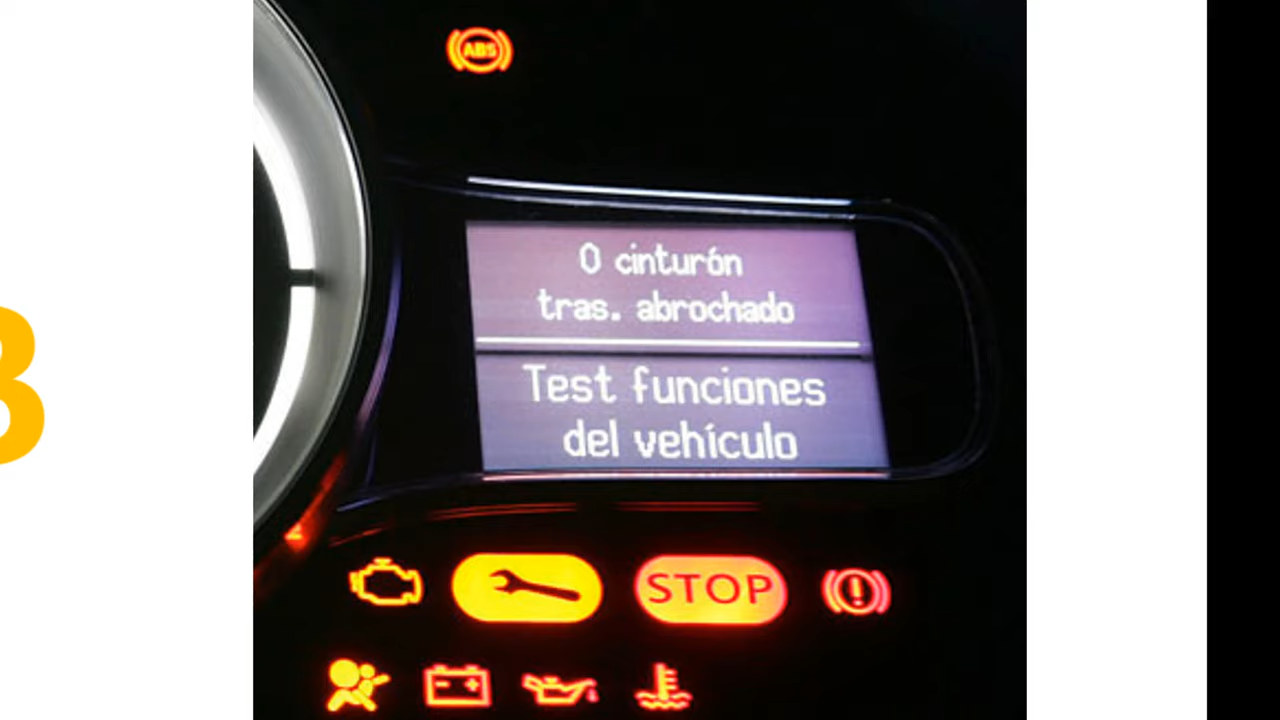 ABS
0 cinturón
tras. abrochado
Test funciones
del vehículo
STOP